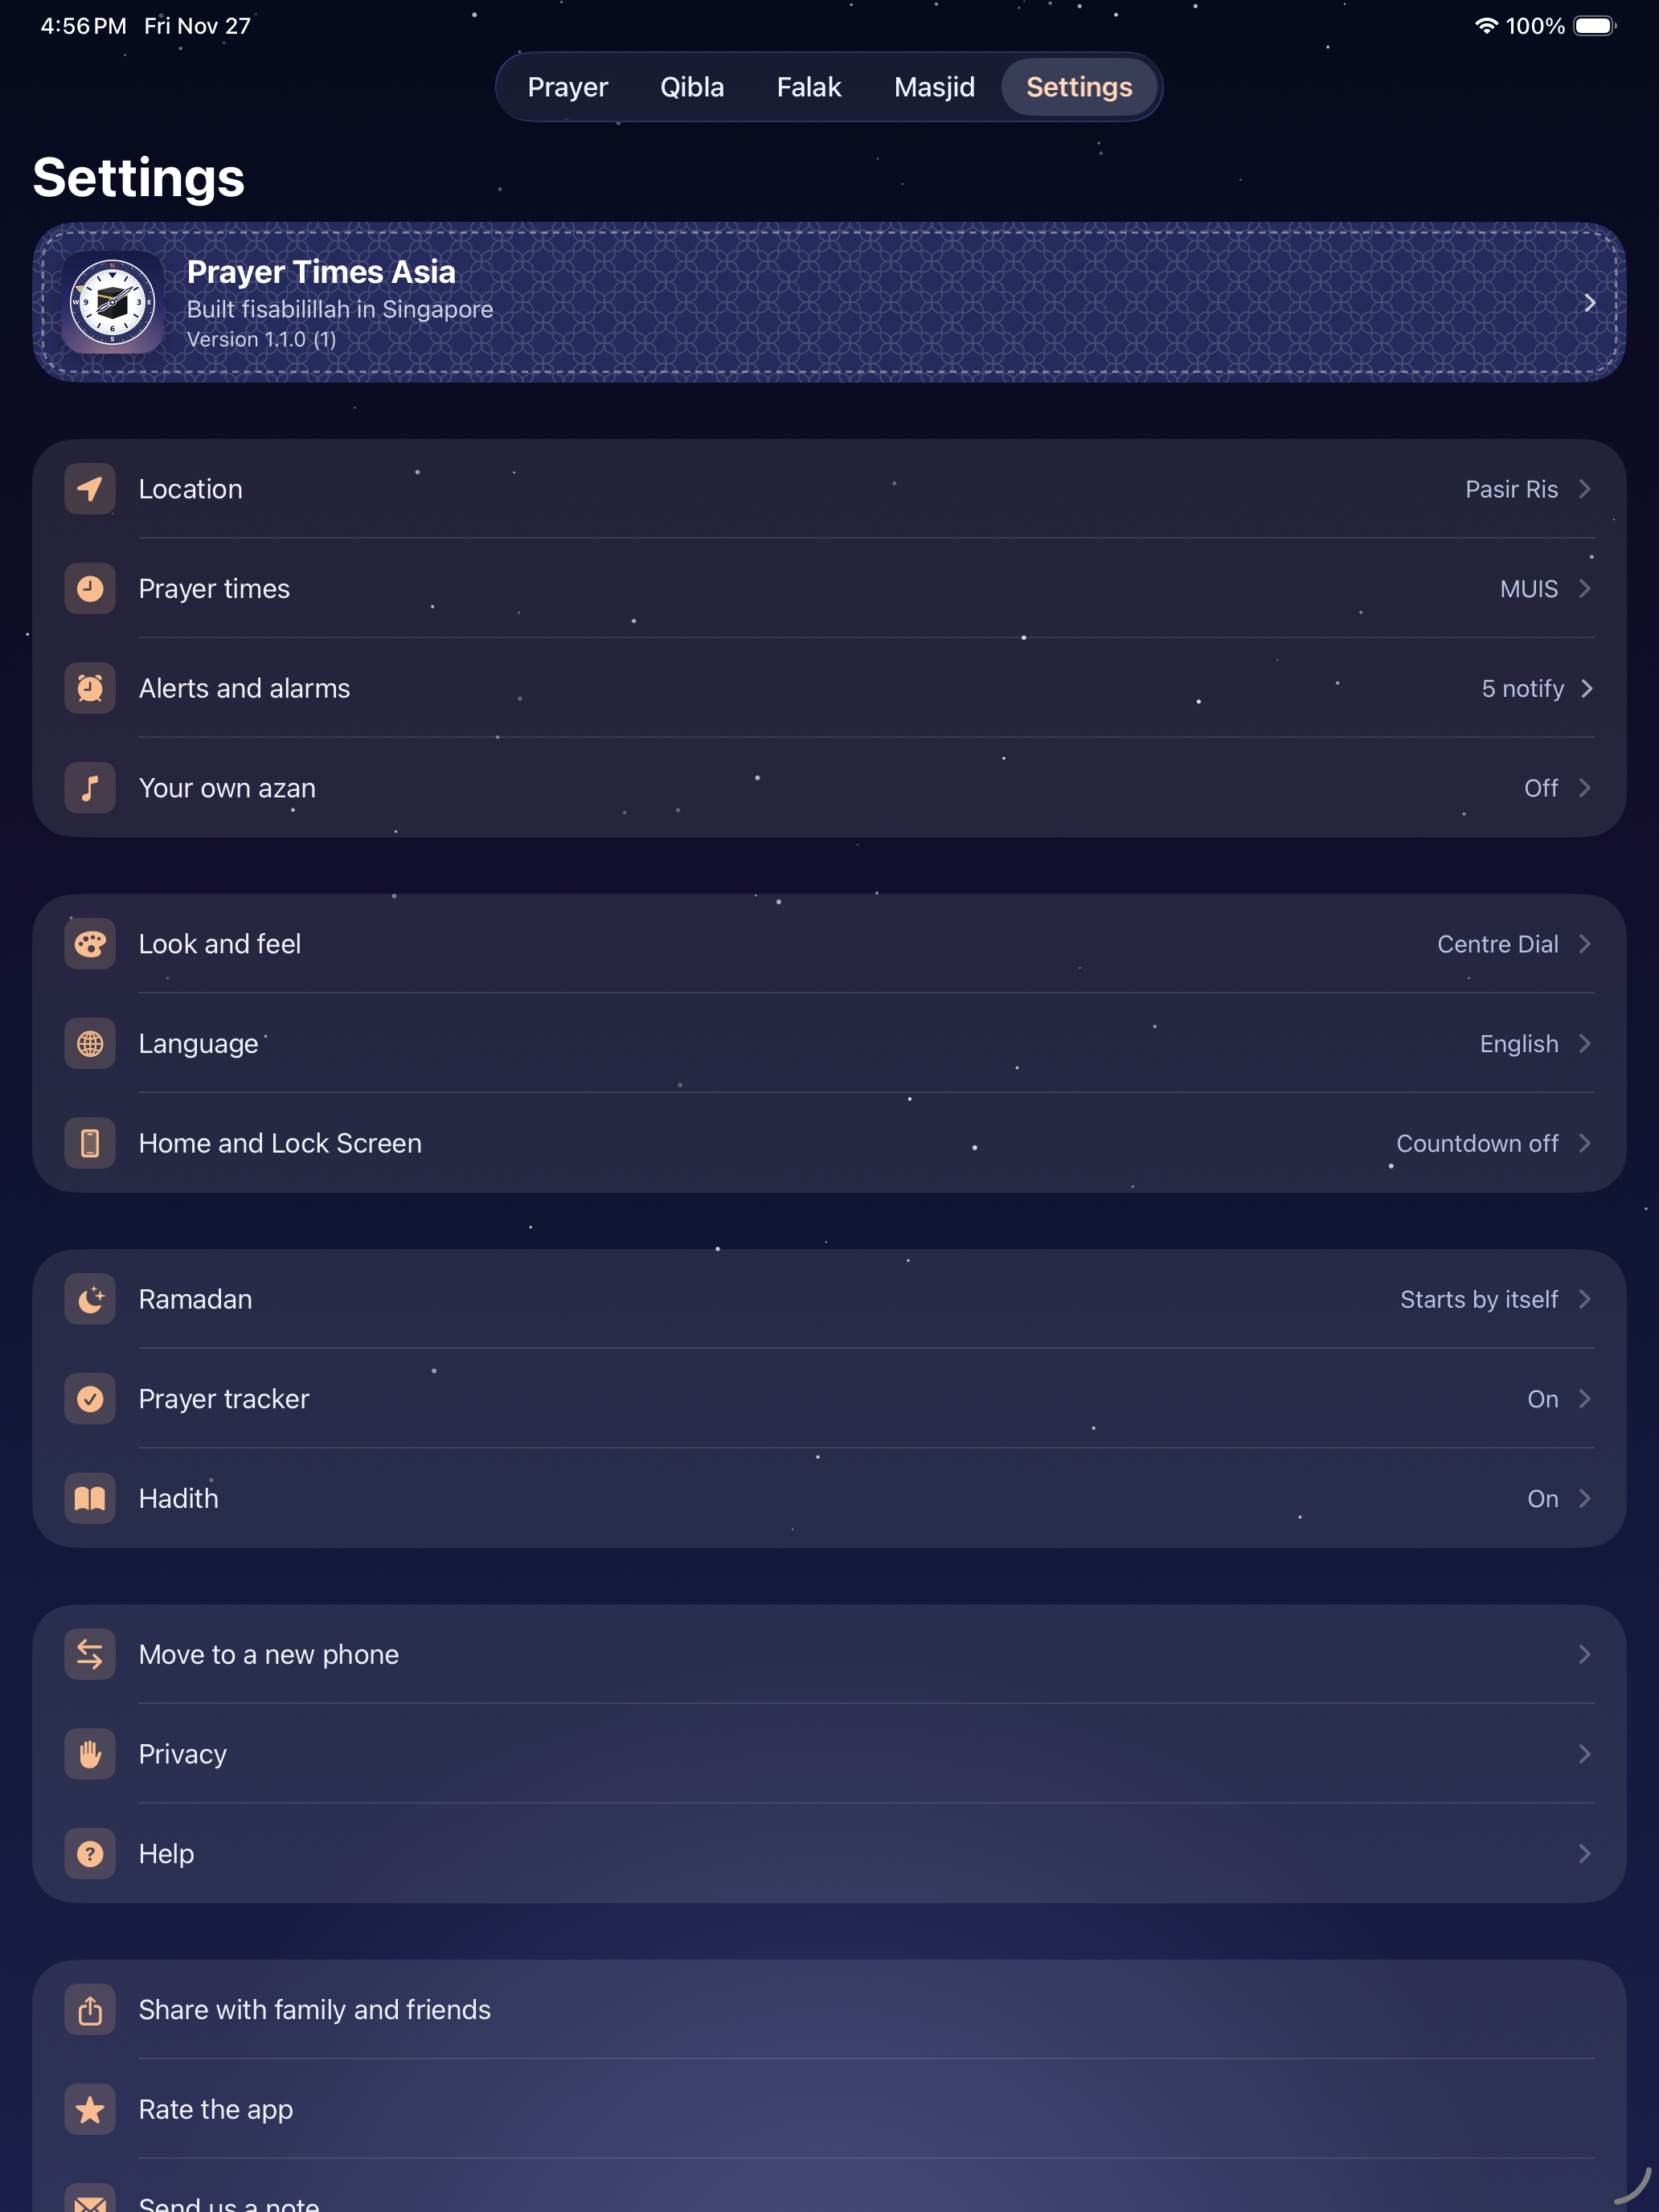 4:56 PM Fri Nov 27
100%
Prayer Qibla Falak Masjid Settings
Settings
Prayer Times Asia
Built fisabilillah in Singapore
Version 1.1.0 (1)
Location Pasir Ris
Prayer times MUIS
Alerts and alarms 5 notify
Your own azan Off
Look and feel Centre Dial
Language English
Home and Lock Screen Countdown off
Ramadan Starts by itself
Prayer tracker On
Hadith On
Move to a new phone
Privacy
Help
Share with family and friends
Rate the app
Send us a note